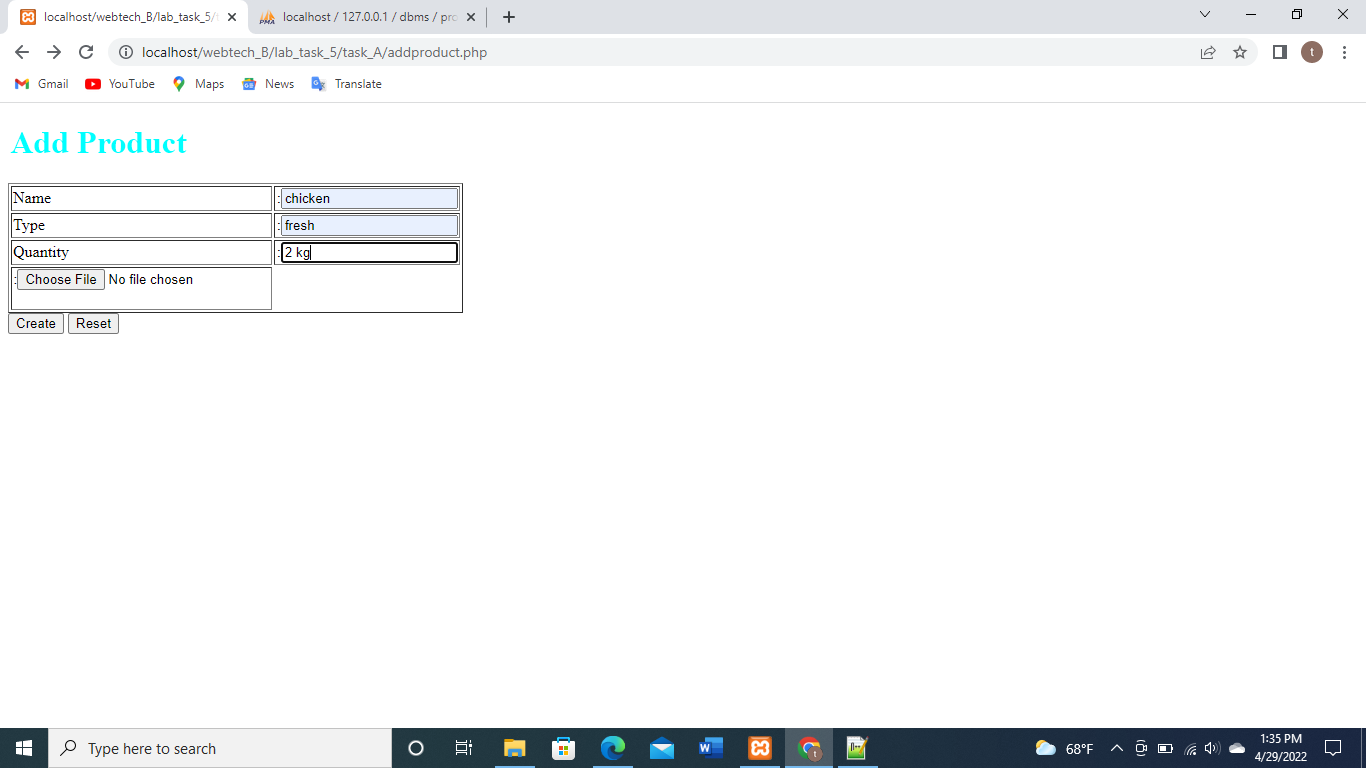 localhost/webtech_B/lab_task_5/
localhost / 127.0.0.1 / dbms / pro
localhost/webtech_B/lab_task_5/task_A/addproduct.php
t
Gmail YouTube Maps News Translate
Add Product
Name :chicken
Type :fresh
Quantity :2 kg
:Choose File No file chosen
Create Reset
Type here to search
68°F
1:35 PM
4/29/2022